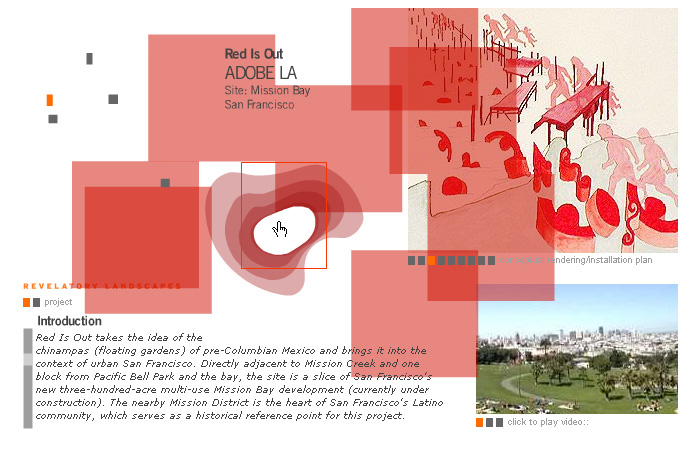 Red Is Out
ADOBE LA
Site: Mission Bay
San Francisco
rendering/installation plan
REVELATORY LANDSCAPES
project
Introduction
Red Is Out takes the idea of the
chinampas (floating gardens) of pre-Columbian Mexico and brings it into the
context of urban San Francisco. Directly adjacent to Mission Creek and one
block from Pacific Bell Park and the bay, the site is a slice of San Francisco's
new three-hundred-acre multi-use Mission Bay development (currently under
construction). The nearby Mission District is the heart of San Francisco's Latino
community, which serves as a historical reference point for this project.
click to play video::